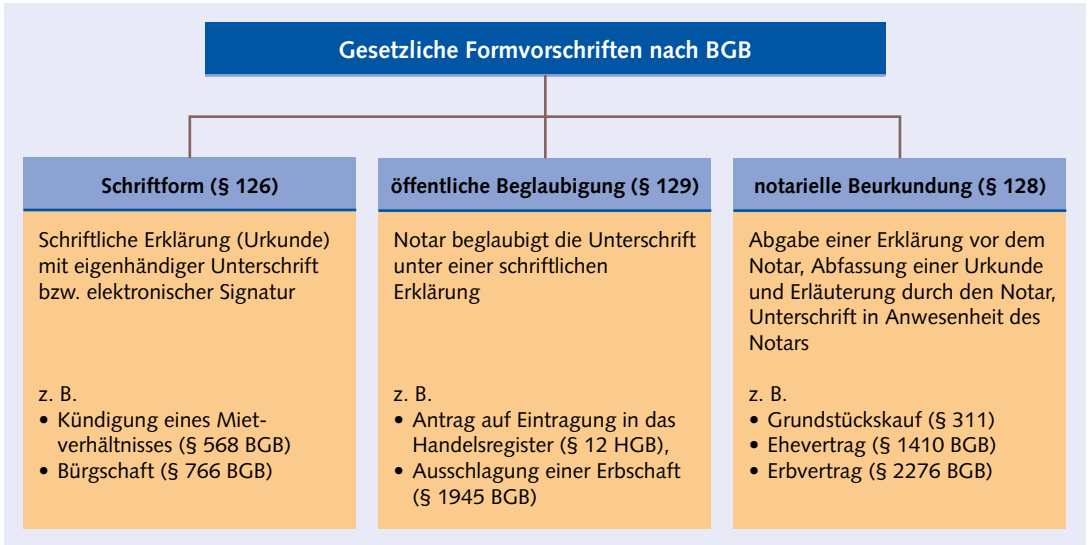 Gesetzliche Formvorschriften nach BGB
Schriftform (§ 126)
Schriftliche Erklärung (Urkunde)
mit eigenhändiger Unterschrift
bzw. elektronischer Signatur
z. B.
• Kündigung eines Miet-
verhältnisses (§ 568 BGB)
• Bürgschaft (§ 766 BGB)
öffentliche Beglaubigung (§ 129)
Notar beglaubigt die Unterschrift
unter einer schriftlichen
Erklärung
z. B.
• Antrag auf Eintragung in das
Handelsregister (§ 12 HGB),
• Ausschlagung einer Erbschaft
(§ 1945 BGB)
notarielle Beurkundung (§ 128)
Abgabe einer Erklärung vor dem
Notar, Abfassung einer Urkunde
und Erläuterung durch den Notar,
Unterschrift in Anwesenheit des
Notars
z. B.
• Grundstückskauf (§ 311)
• Ehevertrag (§ 1410 BGB)
• Erbvertrag (§ 2276 BGB)